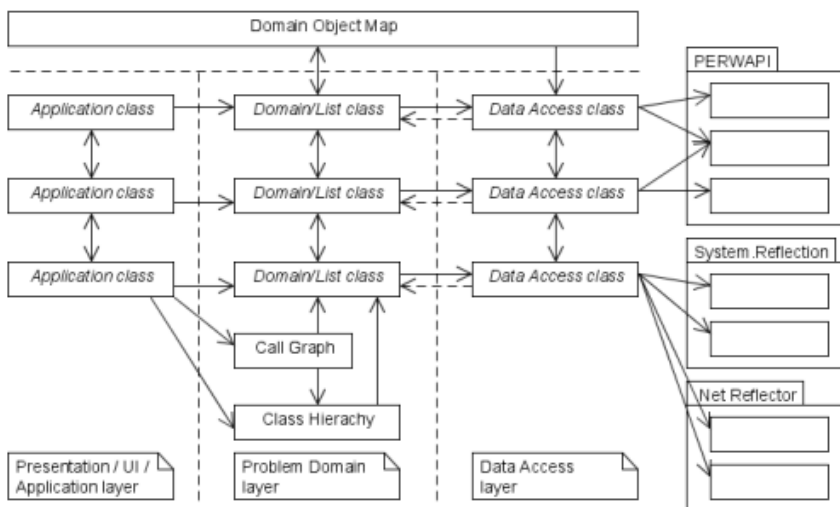 Domain Object Map
PERWAPI
Application class
Domain/List class
Data Access class
Application class
Domain/List class
Data Access class
System.Reflection
Application class
Domain/List class
Data Access class
Call Graph
Net Reflector
Class Hierachy
Presentation / UI /
Application layer
Problem Domain
layer
Data Access
layer